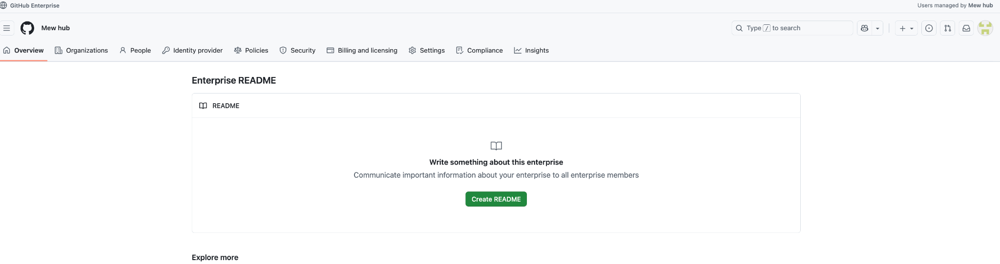 GitHub Enterprise
Users managed by Mew hub
Mew hub
Type / to search
Overview
Organizations
People
Identity provider
Policies
Security
Billing and licensing
Settings
Compliance
Insights
Enterprise README
README
Write something about this enterprise
Communicate important information about your enterprise to all enterprise members
Create README
Explore more